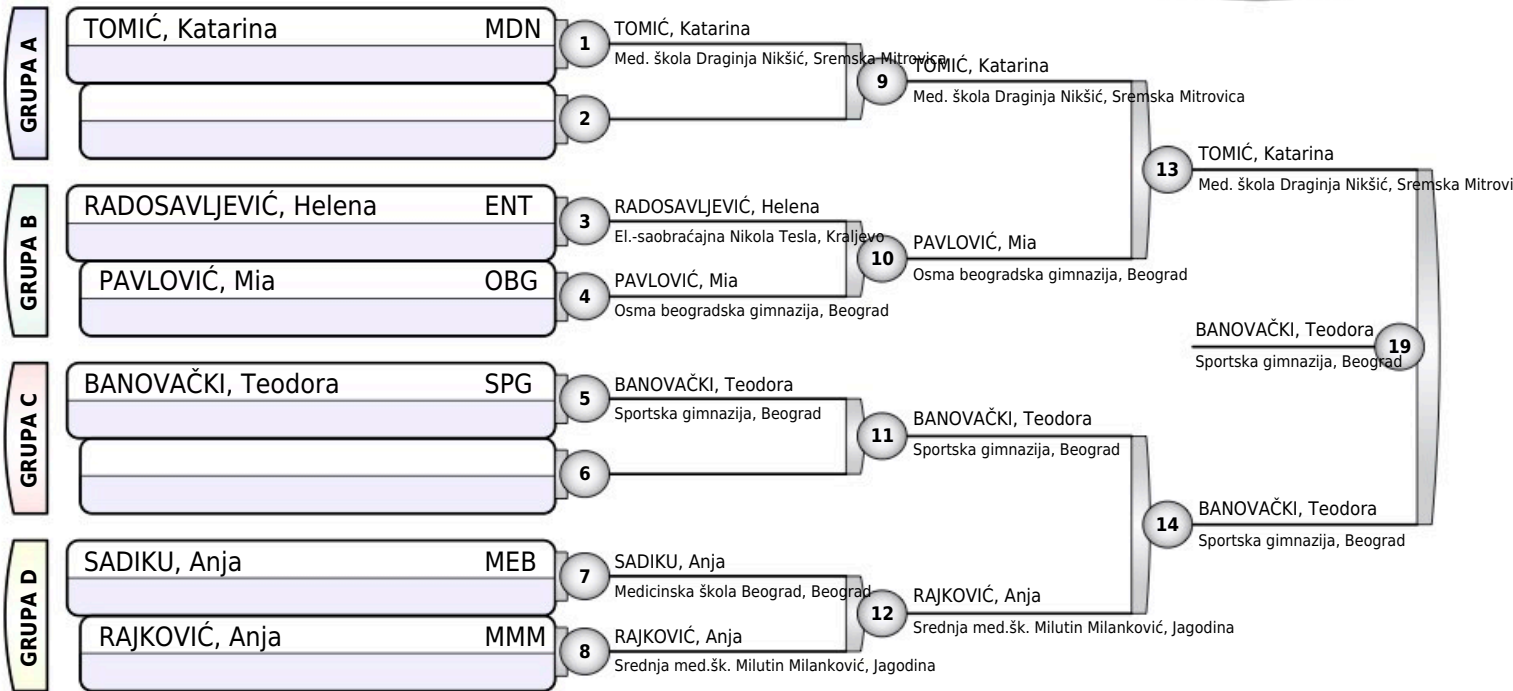 GRUPA A
TOMIĆ, Katarina MDN
1
TOMIĆ, Katarina
Med. škola Draginja Nikšić, Sremska Mitrovica
2
9
TOMIĆ, Katarina
Med. škola Draginja Nikšić, Sremska Mitrovica
GRUPA B
RADOSAVLJEVIĆ, Helena ENT
3
RADOSAVLJEVIĆ, Helena
El.-saobraćajna Nikola Tesla, Kraljevo
PAVLOVIĆ, Mia OBG
4
PAVLOVIĆ, Mia
Osma beogradska gimnazija, Beograd
10
PAVLOVIĆ, Mia
Osma beogradska gimnazija, Beograd
13
TOMIĆ, Katarina
Med. škola Draginja Nikšić, Sremska Mitrovi
GRUPA C
BANOVAČKI, Teodora SPG
5
BANOVAČKI, Teodora
Sportska gimnazija, Beograd
6
11
BANOVAČKI, Teodora
Sportska gimnazija, Beograd
GRUPA D
SADIKU, Anja MEB
7
SADIKU, Anja
Medicinska škola Beograd, Beograd
RAJKOVIĆ, Anja MMM
8
RAJKOVIĆ, Anja
Srednja med.šk. Milutin Milanković, Jagodina
12
RAJKOVIĆ, Anja
Srednja med.šk. Milutin Milanković, Jagodina
14
BANOVAČKI, Teodora
Sportska gimnazija, Beograd
BANOVAČKI, Teodora
19
Sportska gimnazija, Beograd